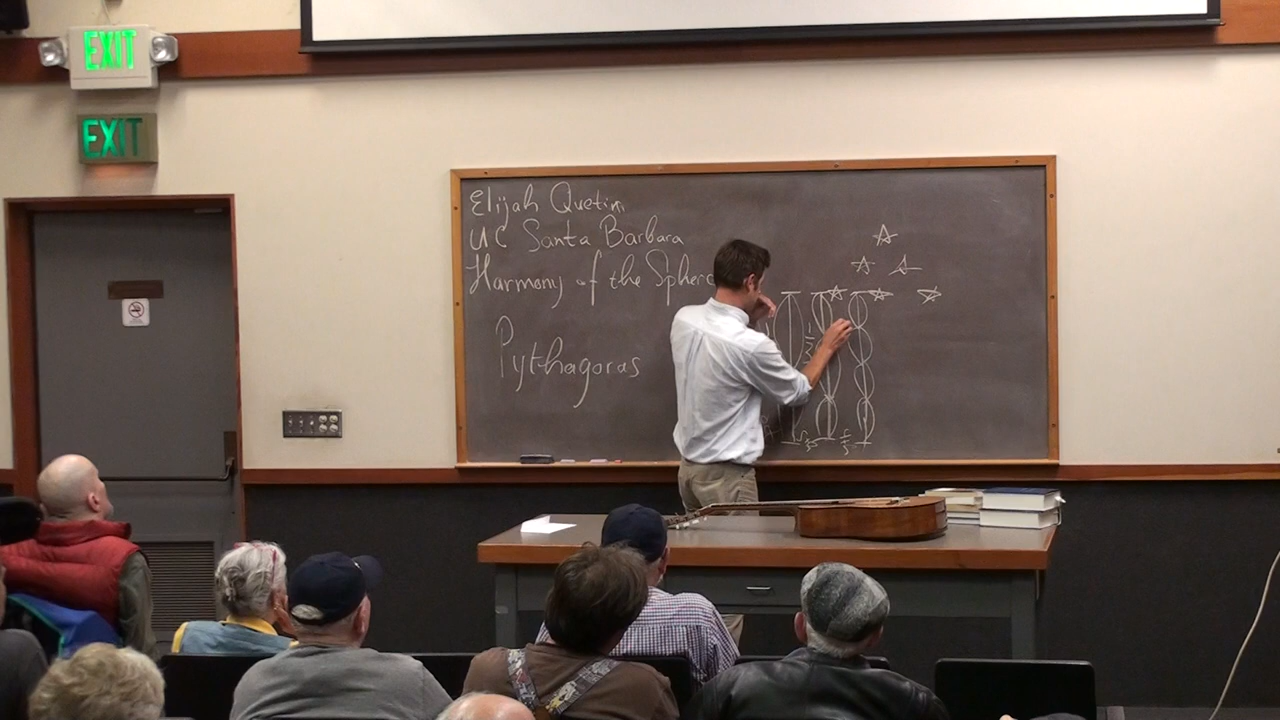 EXIT
EXIT
Elijah Quetin
UC Santa Barbara
Harmony of the Sphere
Pythagoras